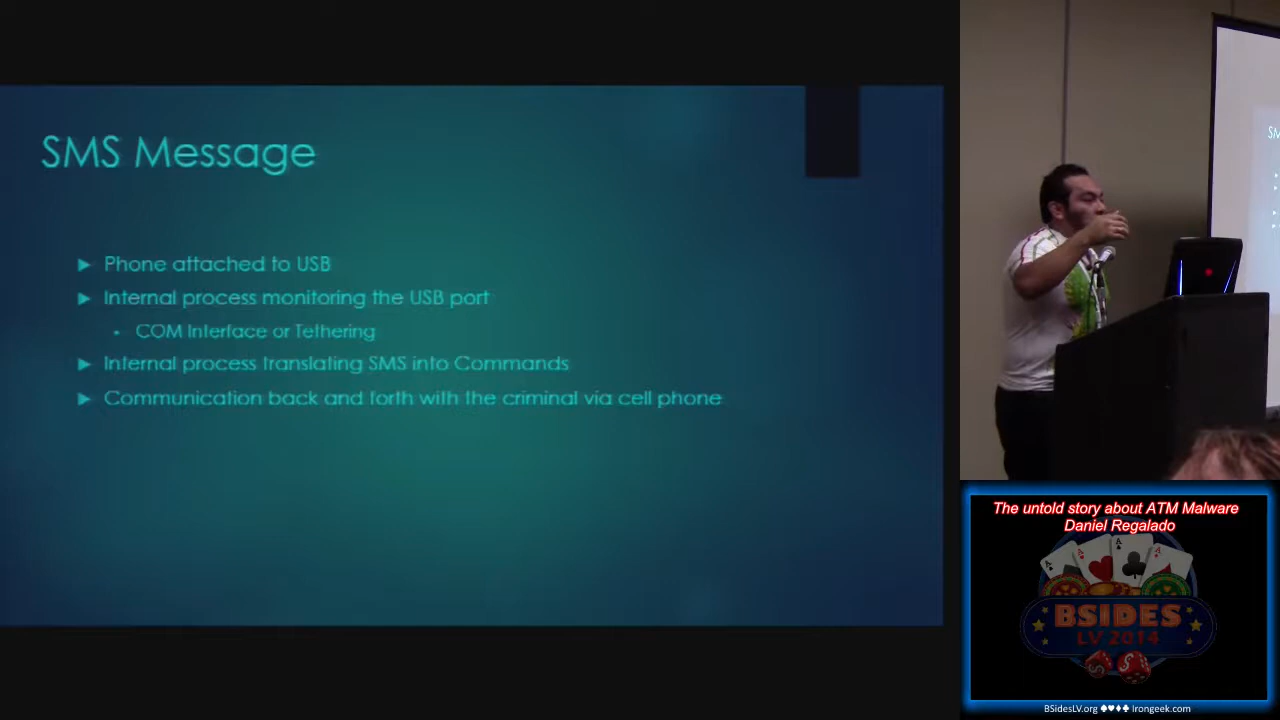 SMS Message
Phone attached to USB
Internal process monitoring the USB port
COM Interface or Tethering
Internal process translating SMS into Commands
Communication back and forth with the criminal via cell phone
SM
The untold story about ATM Malware
Daniel Regalado
BSIDES
LV 2014
BSidesLV.org ♠♥♦♣ Irongeek.com